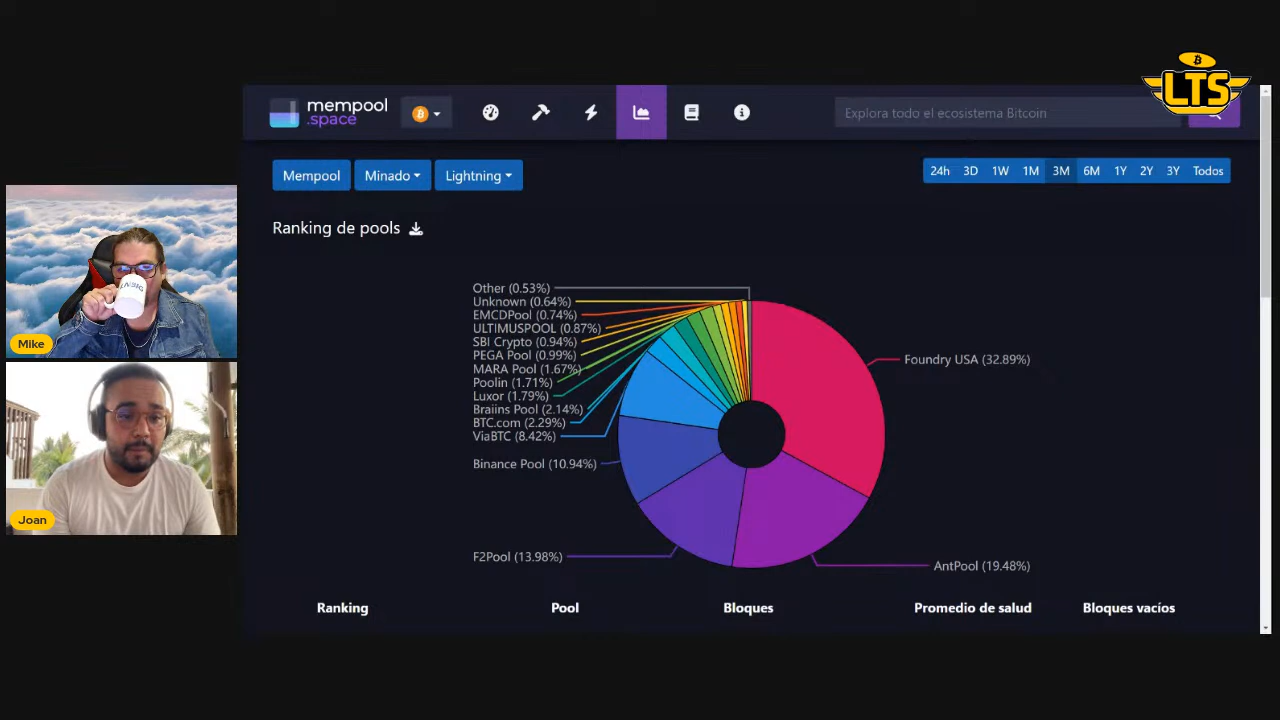 LTS
mempool
.space
Explora todo el ecosistema Bitcoin
Mempool
Minado
Lightning
24h
3D
1W
1M
3M
6M
1Y
2Y
3Y
Todos
Ranking de pools
Other (0.53%)
Unknown (0.64%)
EMCDPool (0.74%)
ULTIMUSPOOL (0.87%)
SBI Crypto (0.94%)
PEGA Pool (0.99%)
MARA Pool (1.67%)
Poolin (1.71%)
Luxor (1.79%)
Braiins Pool (2.14%)
BTC.com (2.29%)
ViaBTC (8.42%)
Binance Pool (10.94%)
F2Pool (13.98%)
Foundry USA (32.89%)
AntPool (19.48%)
Ranking
Pool
Bloques
Promedio de salud
Bloques vacíos
Mike
Joan